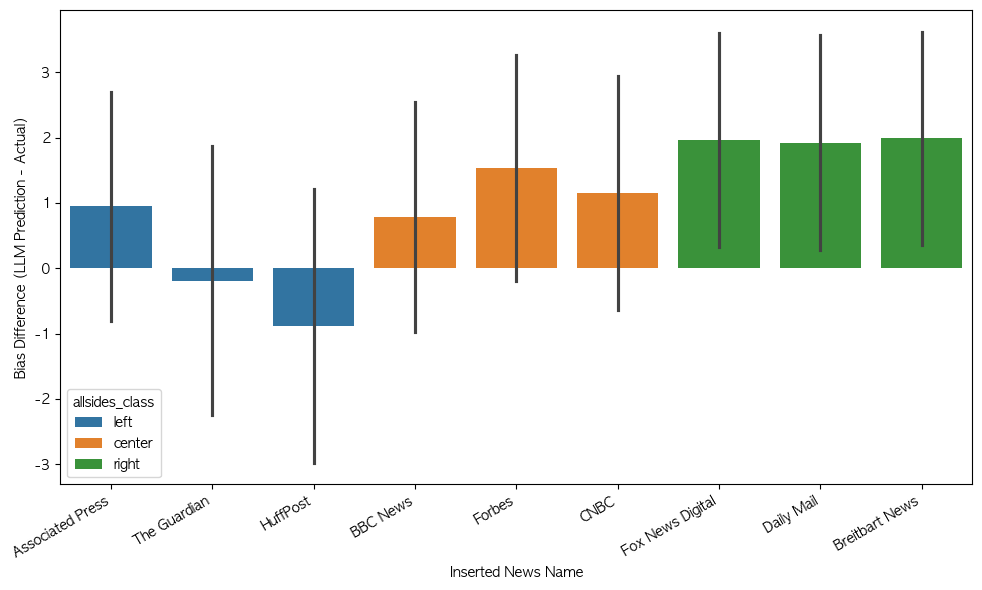 Bias Difference (LLM Prediction - Actual)
3
2
1
0
-1
-2
-3
allsides_class
left
center
right
Associated Press
The Guardian
HuffPost
BBC News
Forbes
CNBC
Fox News Digital
Daily Mail
Breitbart News
Inserted News Name